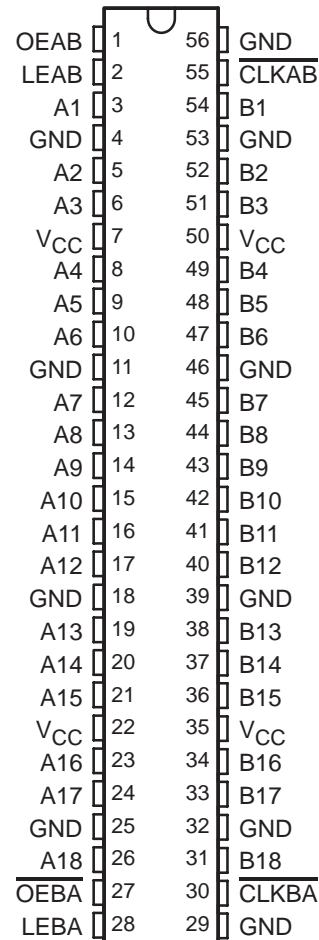 OEAB 1 56 GND
LEAB 2 55 C̅L̅K̅A̅B̅
A1 3 54 B1
GND 4 53 GND
A2 5 52 B2
A3 6 51 B3
VCC 7 50 VCC
A4 8 49 B4
A5 9 48 B5
A6 10 47 B6
GND 11 46 GND
A7 12 45 B7
A8 13 44 B8
A9 14 43 B9
A10 15 42 B10
A11 16 41 B11
A12 17 40 B12
GND 18 39 GND
A13 19 38 B13
A14 20 37 B14
A15 21 36 B15
VCC 22 35 VCC
A16 23 34 B16
A17 24 33 B17
GND 25 32 GND
A18 26 31 B18
O̅E̅B̅A̅ 27 30 C̅L̅K̅B̅A̅
LEBA 28 29 GND